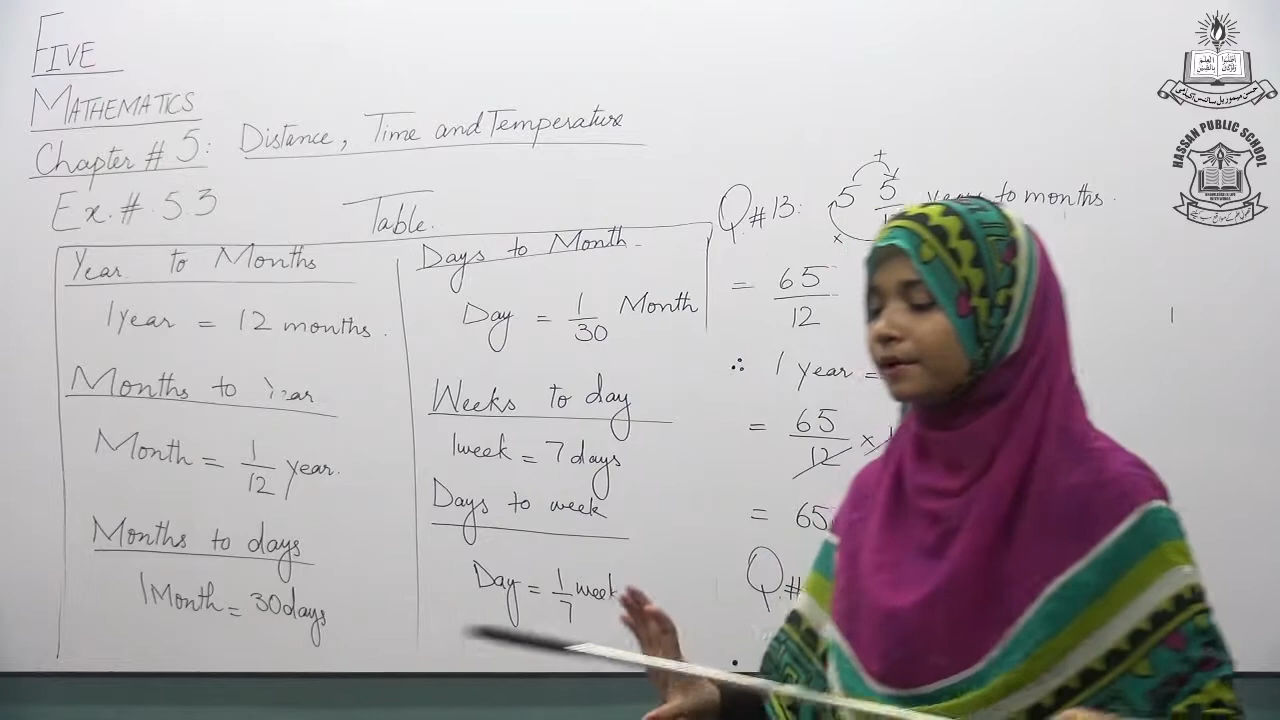 FIVE
MATHEMATICS
Chapter # 5: Distance, Time and Temperature
Ex. # 5.3
Table.
Year to Months
1year = 12 months.
Months to Year
Month = 1/12 year.
Months to days
1Month = 30days
Days to Month
Day = 1/30 Month
Weeks to day
1week = 7days
Days to week
Day = 1/7 week
Q.#13: 5 5/ years to months.
+
x
= 65/12
∴ 1 year =
= 65/12 x
= 65
Q.#
HASSAN PUBLIC SCHOOL